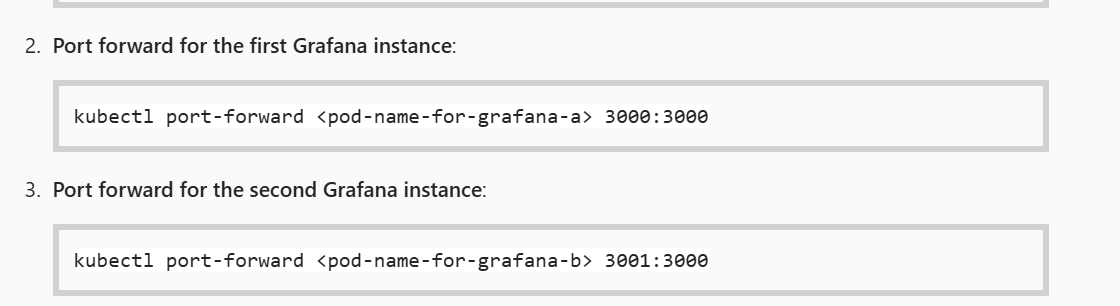 2. Port forward for the first Grafana instance:
kubectl port-forward <pod-name-for-grafana-a> 3000:3000
3. Port forward for the second Grafana instance:
kubectl port-forward <pod-name-for-grafana-b> 3001:3000